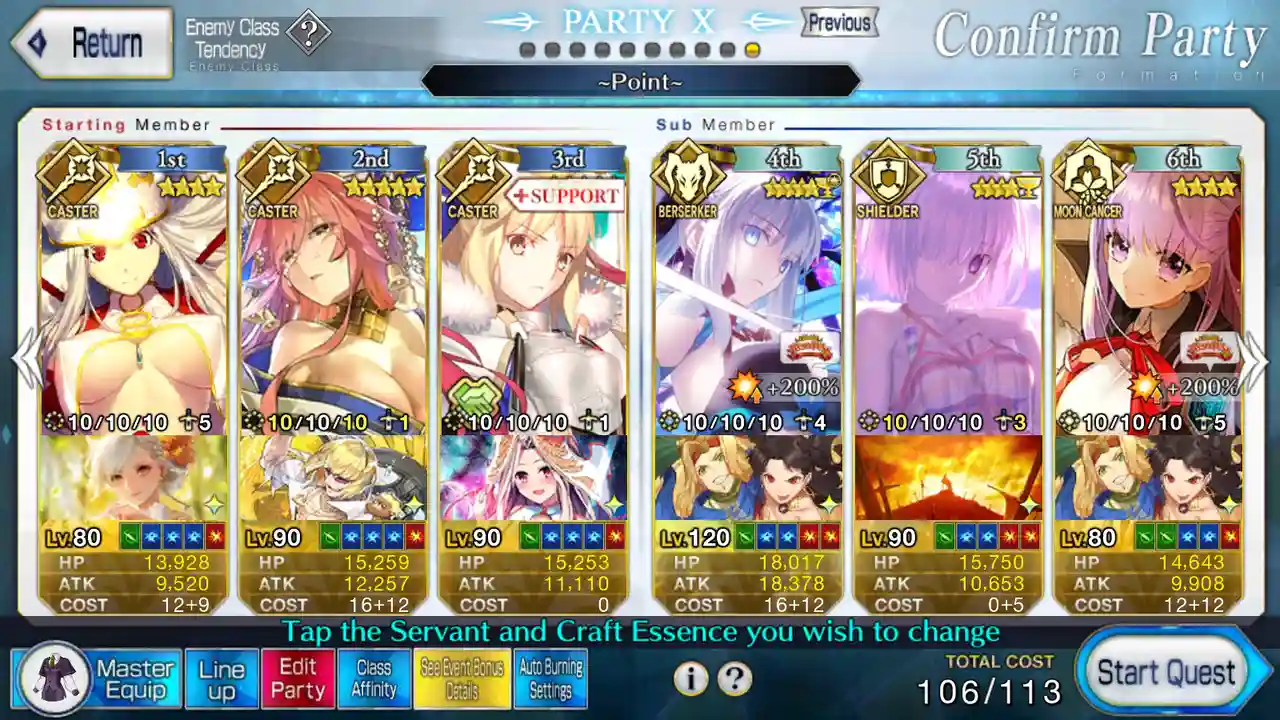 Return
Enemy Class
Tendency
Enemy Class
?
PARTY X
Previous
Confirm Party
Formation
~Point~
Starting Member
Sub Member
1st
2nd
3rd
4th
5th
6th
CASTER
CASTER
CASTER
+SUPPORT
BERSERKER
SHIELDER
MOON CANCER
+200%
+200%
10/10/10 5
10/10/10 1
10/10/10 1
10/10/10 4
10/10/10 3
10/10/10 5
Lv.80
Lv.90
Lv.90
Lv.120
Lv.90
Lv.80
HP 13,928
HP 15,259
HP 15,253
HP 18,017
HP 15,750
HP 14,643
ATK 9,520
ATK 12,257
ATK 11,110
ATK 18,378
ATK 10,653
ATK 9,908
COST 12+9
COST 16+12
COST 0
COST 16+12
COST 0+5
COST 12+12
Tap the Servant and Craft Essence you wish to change
Master
Equip
Line
up
Edit
Party
Class
Affinity
See Event Bonus
Details
Auto Burning
Settings
i
?
TOTAL COST
106/113
Start Quest